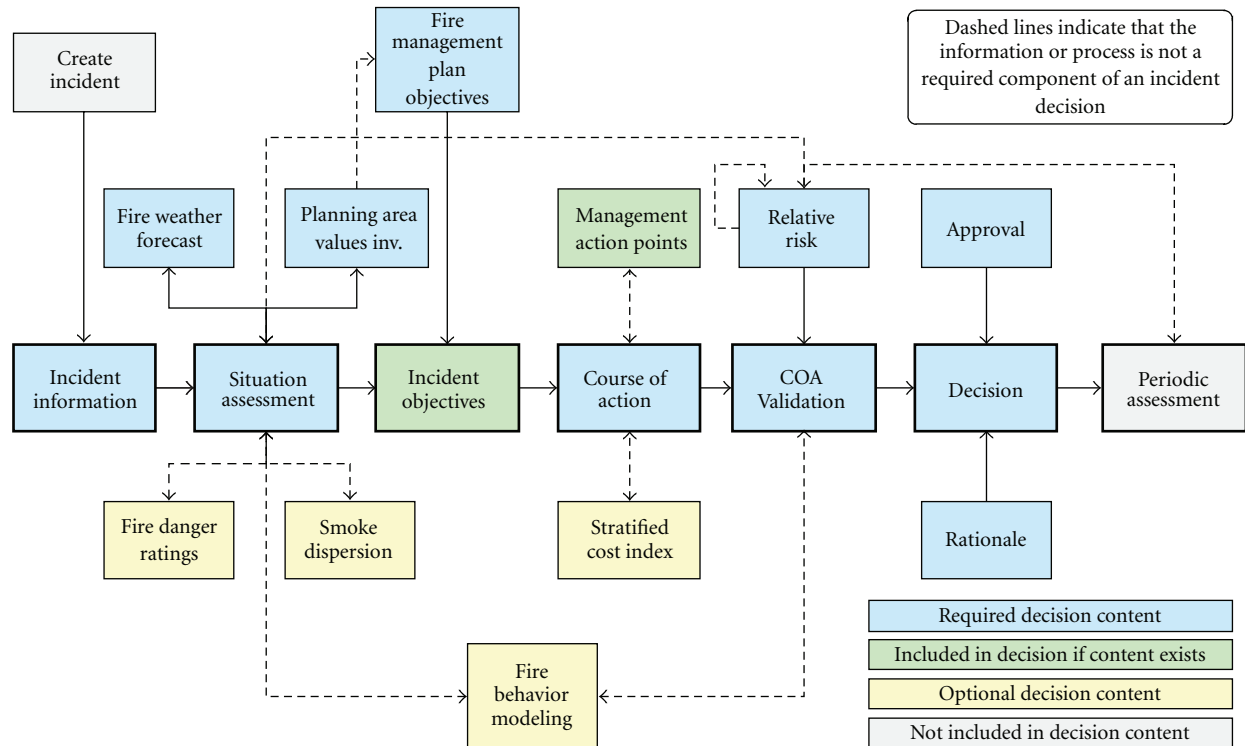 Create
incident
Fire
management
plan
objectives
Dashed lines indicate that the
information or process is not a
required component of an incident
decision
Fire weather
forecast
Planning area
values inv.
Management
action points
Relative
risk
Approval
Incident
information
Situation
assessment
Incident
objectives
Course of
action
COA
Validation
Decision
Periodic
assessment
Fire danger
ratings
Smoke
dispersion
Stratified
cost index
Rationale
Fire
behavior
modeling
Required decision content
Included in decision if content exists
Optional decision content
Not included in decision content